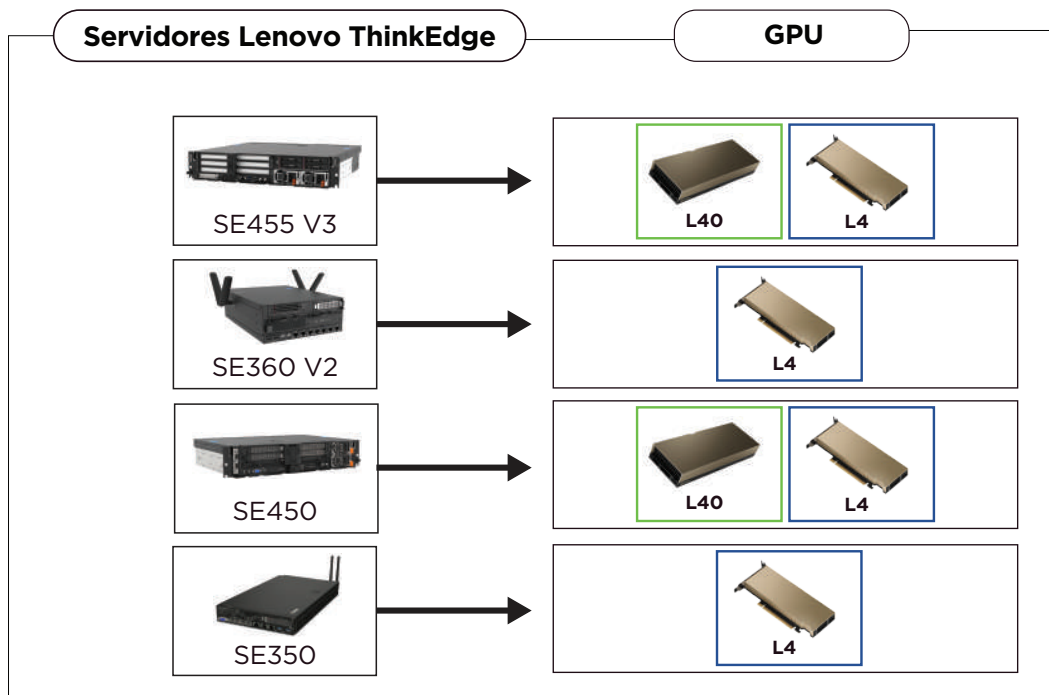 Servidores Lenovo ThinkEdge
GPU
SE455 V3
L40
L4
SE360 V2
L4
SE450
L40
L4
SE350
L4